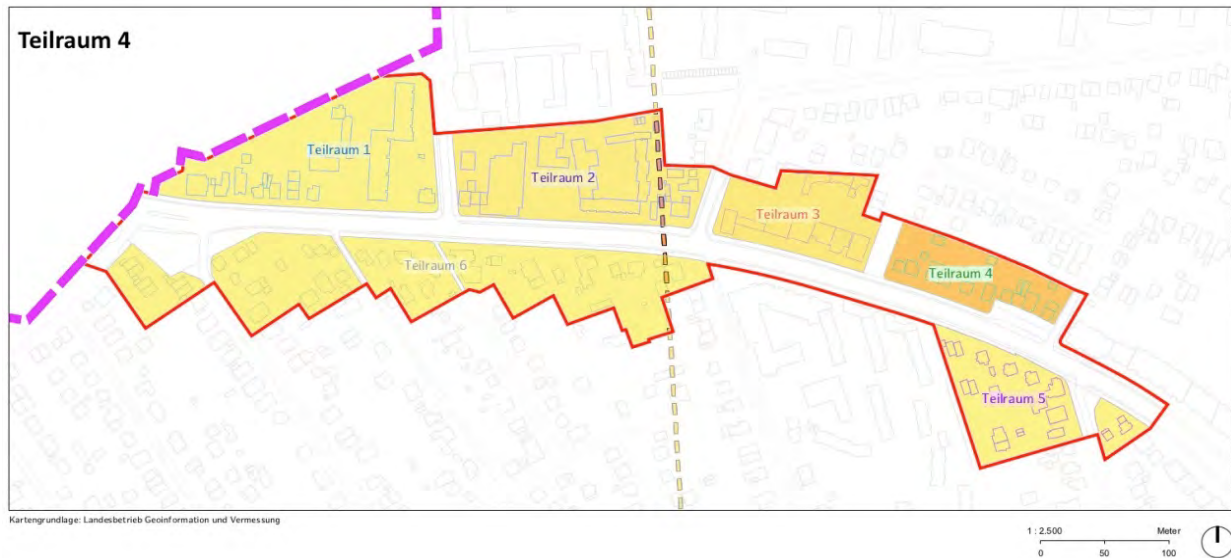 Teilraum 4
Teilraum 1
Teilraum 2
Teilraum 3
Teilraum 6
Teilraum 4
Teilraum 5
Kartengrundlage: Landesbetrieb Geoinformation und Vermessung
1 : 2.500 Meter
0 50 100